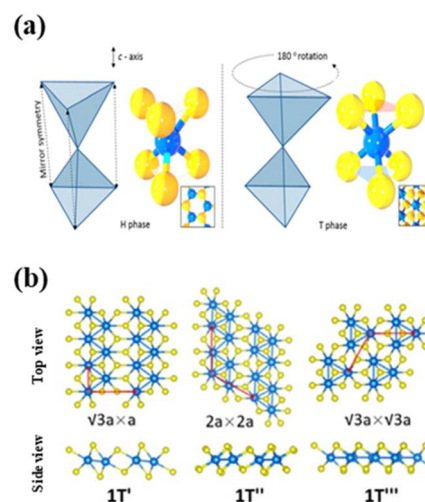 (a)
c - axis
180 ° rotation
Mirror symmetry
H phase
T phase
(b)
Top view
√3a × a
2a × 2a
√3a × √3a
Side view
1T'
1T''
1T'''